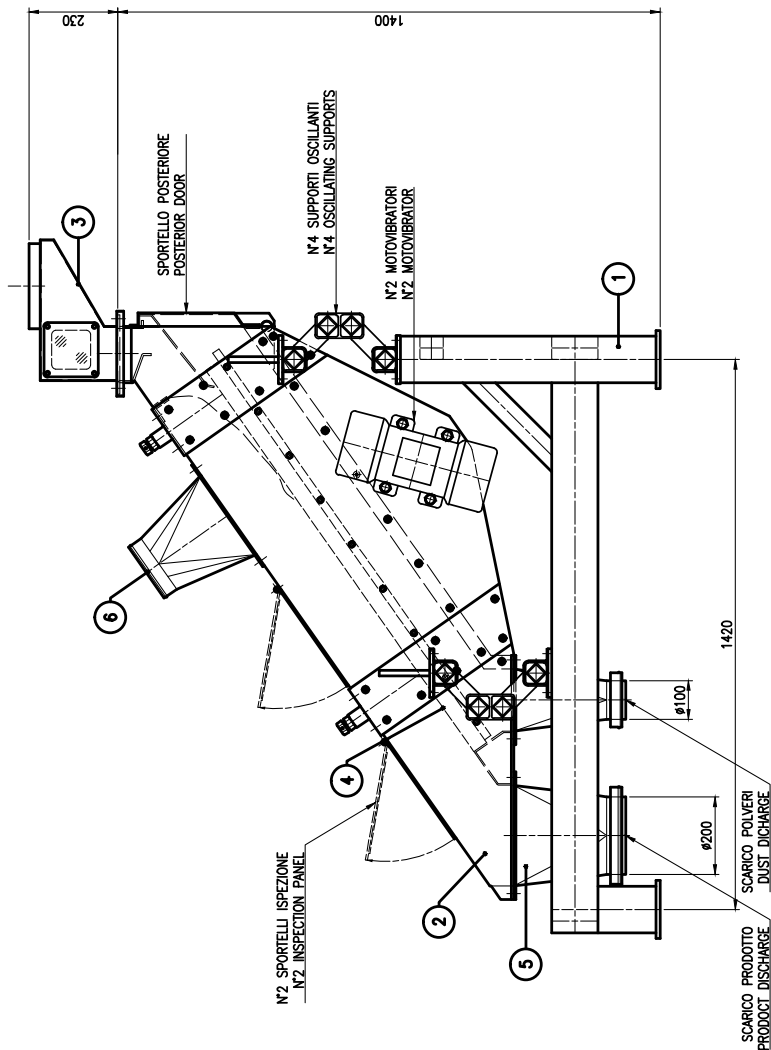 230
1400
3
SPORTELLO POSTERIORE
POSTERIOR DOOR
N°4 SUPPORTI OSCILLANTI
N°4 OSCILLATING SUPPORTS
N°2 MOTOVIBRATORI
N°2 MOTOVIBRATOR
1
6
1420
ø100
4
ø200
SCARICO POLVERI
DUST DICHARGE
N°2 SPORTELLI ISPEZIONE
N°2 INSPECTION PANEL
2
5
SCARICO PRODOTTO
PRODUCT DISCHARGE